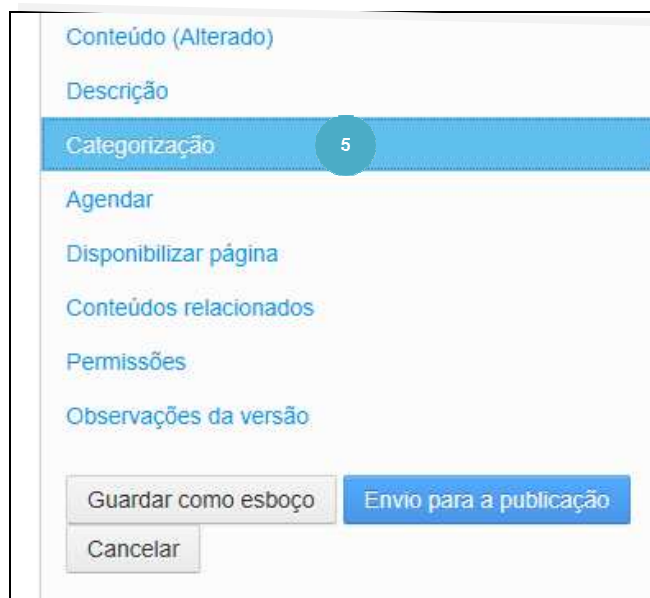 Conteúdo (Alterado)
Descrição
Categorização 5
Agendar
Disponibilizar página
Conteúdos relacionados
Permissões
Observações da versão
Guardar como esboço Envio para a publicação
Cancelar